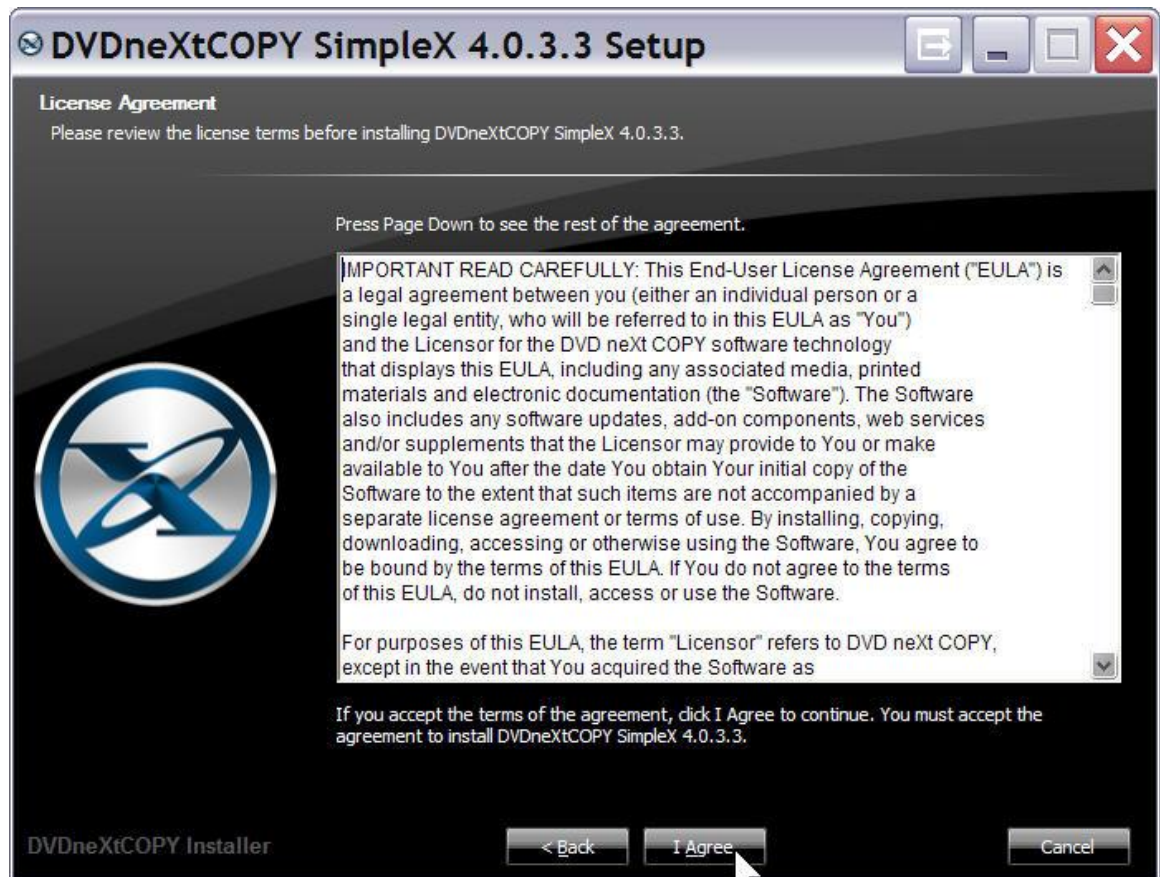 DVDneXtCOPY SimpleX 4.0.3.3 Setup
License Agreement
Please review the license terms before installing DVDneXtCOPY SimpleX 4.0.3.3.
Press Page Down to see the rest of the agreement.
IMPORTANT READ CAREFULLY: This End-User License Agreement ("EULA") is
a legal agreement between you (either an individual person or a
single legal entity, who will be referred to in this EULA as "You")
and the Licensor for the DVD neXt COPY software technology
that displays this EULA, including any associated media, printed
materials and electronic documentation (the "Software"). The Software
also includes any software updates, add-on components, web services
and/or supplements that the Licensor may provide to You or make
available to You after the date You obtain Your initial copy of the
Software to the extent that such items are not accompanied by a
separate license agreement or terms of use. By installing, copying,
downloading, accessing or otherwise using the Software, You agree to
be bound by the terms of this EULA. If You do not agree to the terms
of this EULA, do not install, access or use the Software.
For purposes of this EULA, the term "Licensor" refers to DVD neXt COPY,
except in the event that You acquired the Software as
If you accept the terms of the agreement, click I Agree to continue. You must accept the
agreement to install DVDneXtCOPY SimpleX 4.0.3.3.
DVDneXtCOPY Installer
< Back
I Agree
Cancel